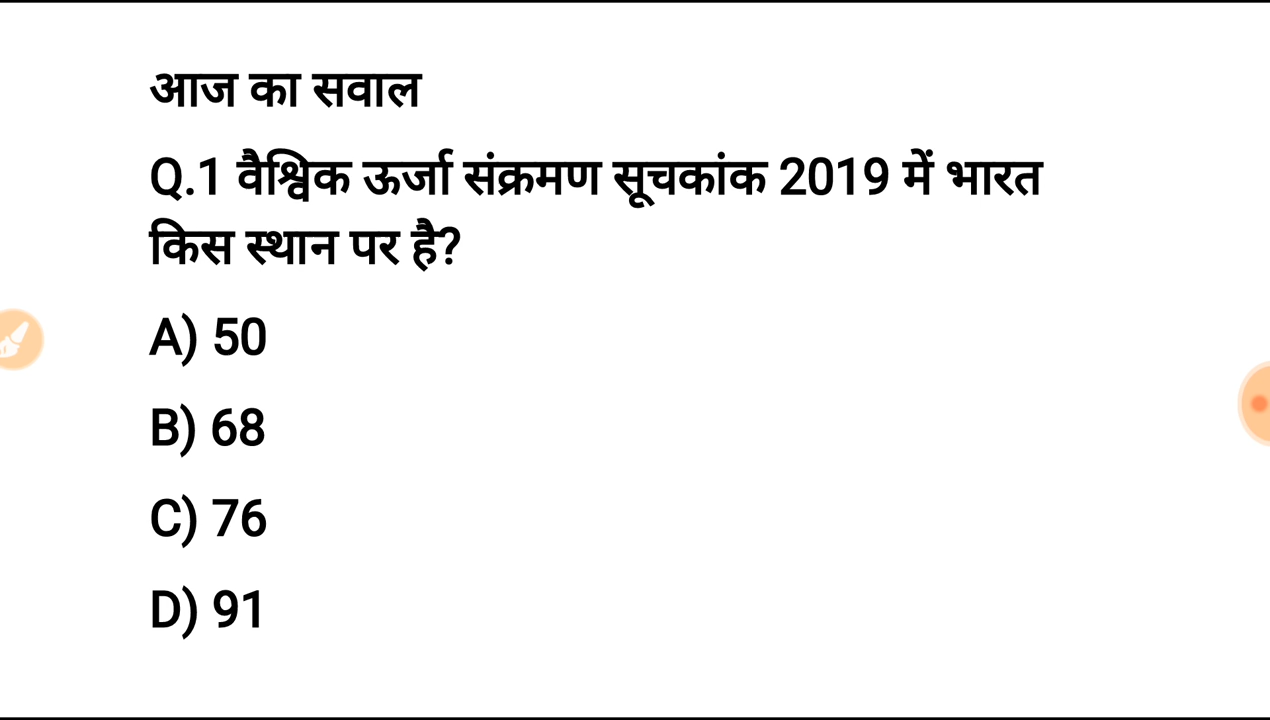 आज का सवाल
Q.1 वैश्विक ऊर्जा संक्रमण सूचकांक 2019 में भारत
किस स्थान पर है?
A) 50
B) 68
C) 76
D) 91